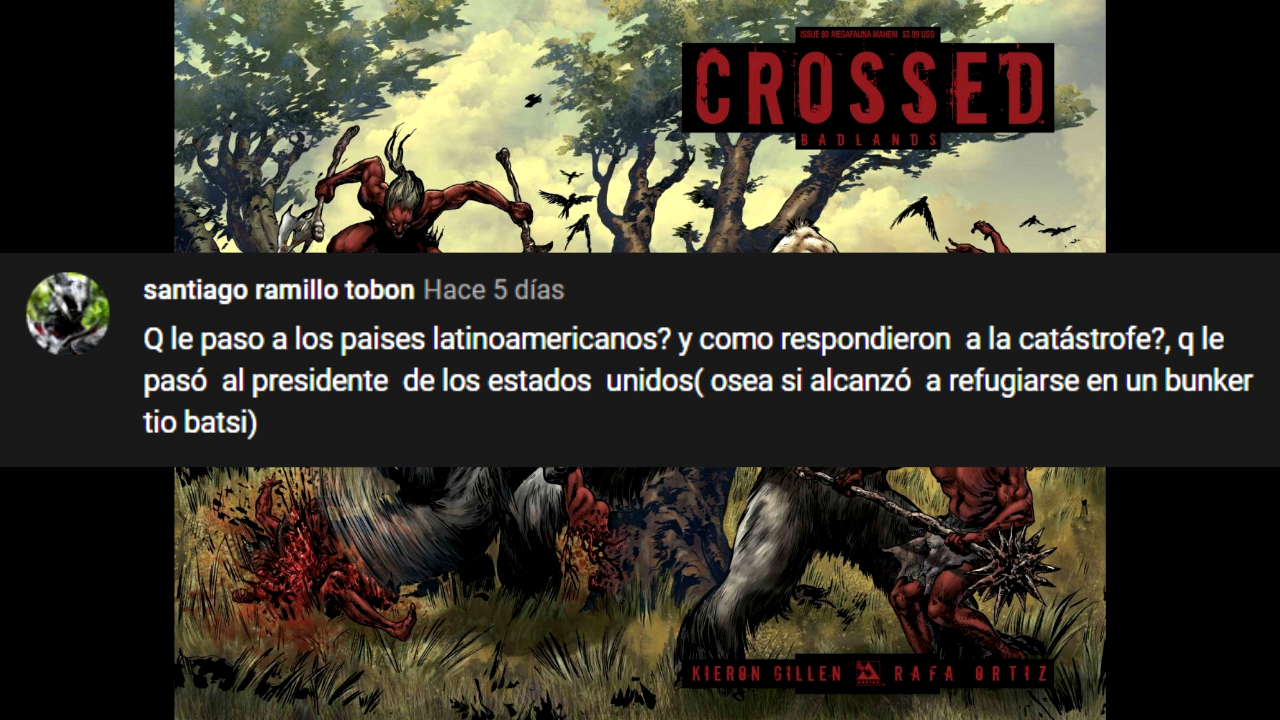 ISSUE 80 MEGAFAUNA MAHEM $3.99 USD
CROSSED
BADLANDS
santiago ramillo tobon Hace 5 días
Q le paso a los paises latinoamericanos? y como respondieron a la catástrofe?, q le
pasó al presidente de los estados unidos( osea si alcanzó a refugiarse en un bunker
tio batsi)
KIERON GILLEN RAFA ORTIZ